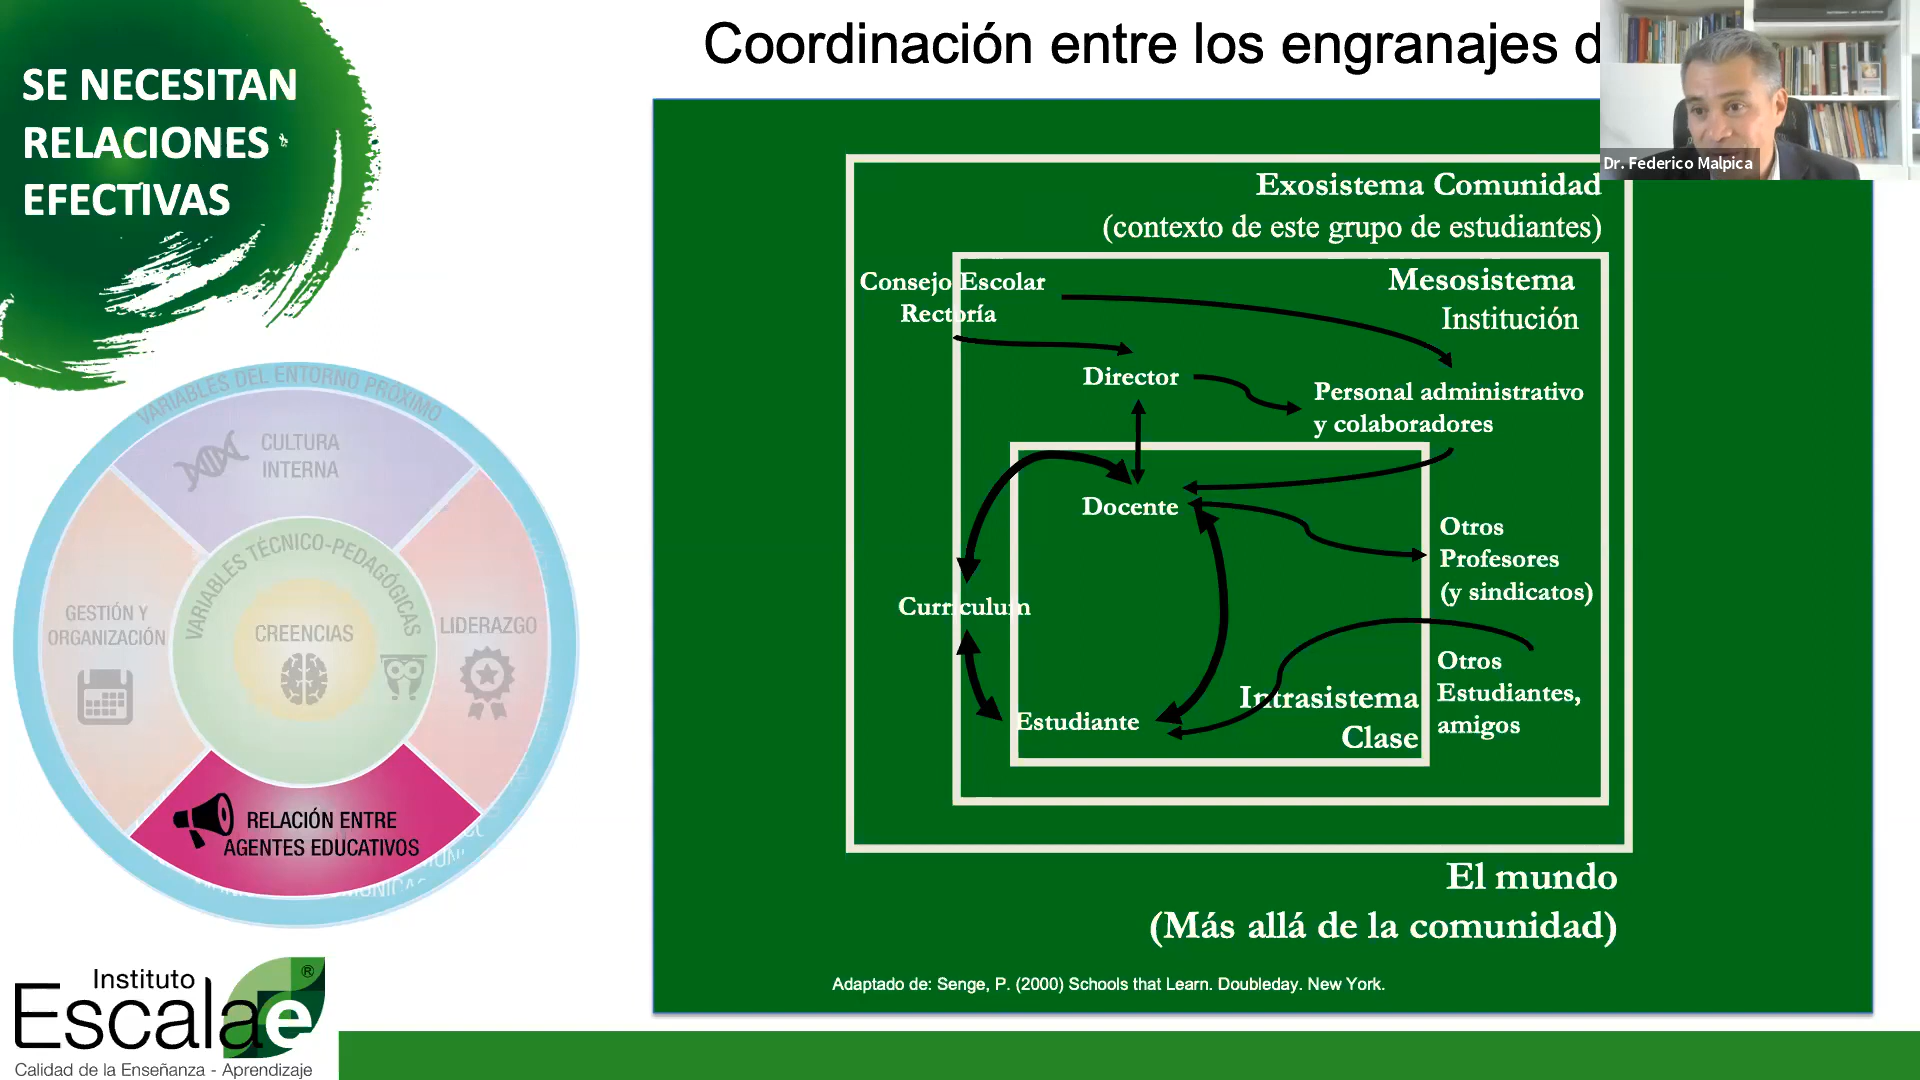 Coordinación entre los engranajes
SE NECESITAN
RELACIONES
EFECTIVAS
Dr. Federico Malpica
Exosistema Comunidad
(contexto de este grupo de estudiantes)
Consejo Escolar
Rectoría
Mesosistema
Institución
Director
Personal administrativo
y colaboradores
Docente
Otros
Profesores
(y sindicatos)
Curriculum
Otros
Estudiantes,
amigos
Intrasistema
Clase
Estudiante
El mundo
(Más allá de la comunidad)
Adaptado de: Senge, P. (2000) Schools that Learn. Doubleday. New York.
VARIABLES DEL ENTORNO PRÓXIMO
CULTURA
INTERNA
VARIABLES TÉCNICO-PEDAGÓGICAS
GESTIÓN Y
ORGANIZACIÓN
CREENCIAS
LIDERAZGO
RELACIÓN ENTRE
AGENTES EDUCATIVOS
Instituto
Escalae
®
Calidad de la Enseñanza - Aprendizaje